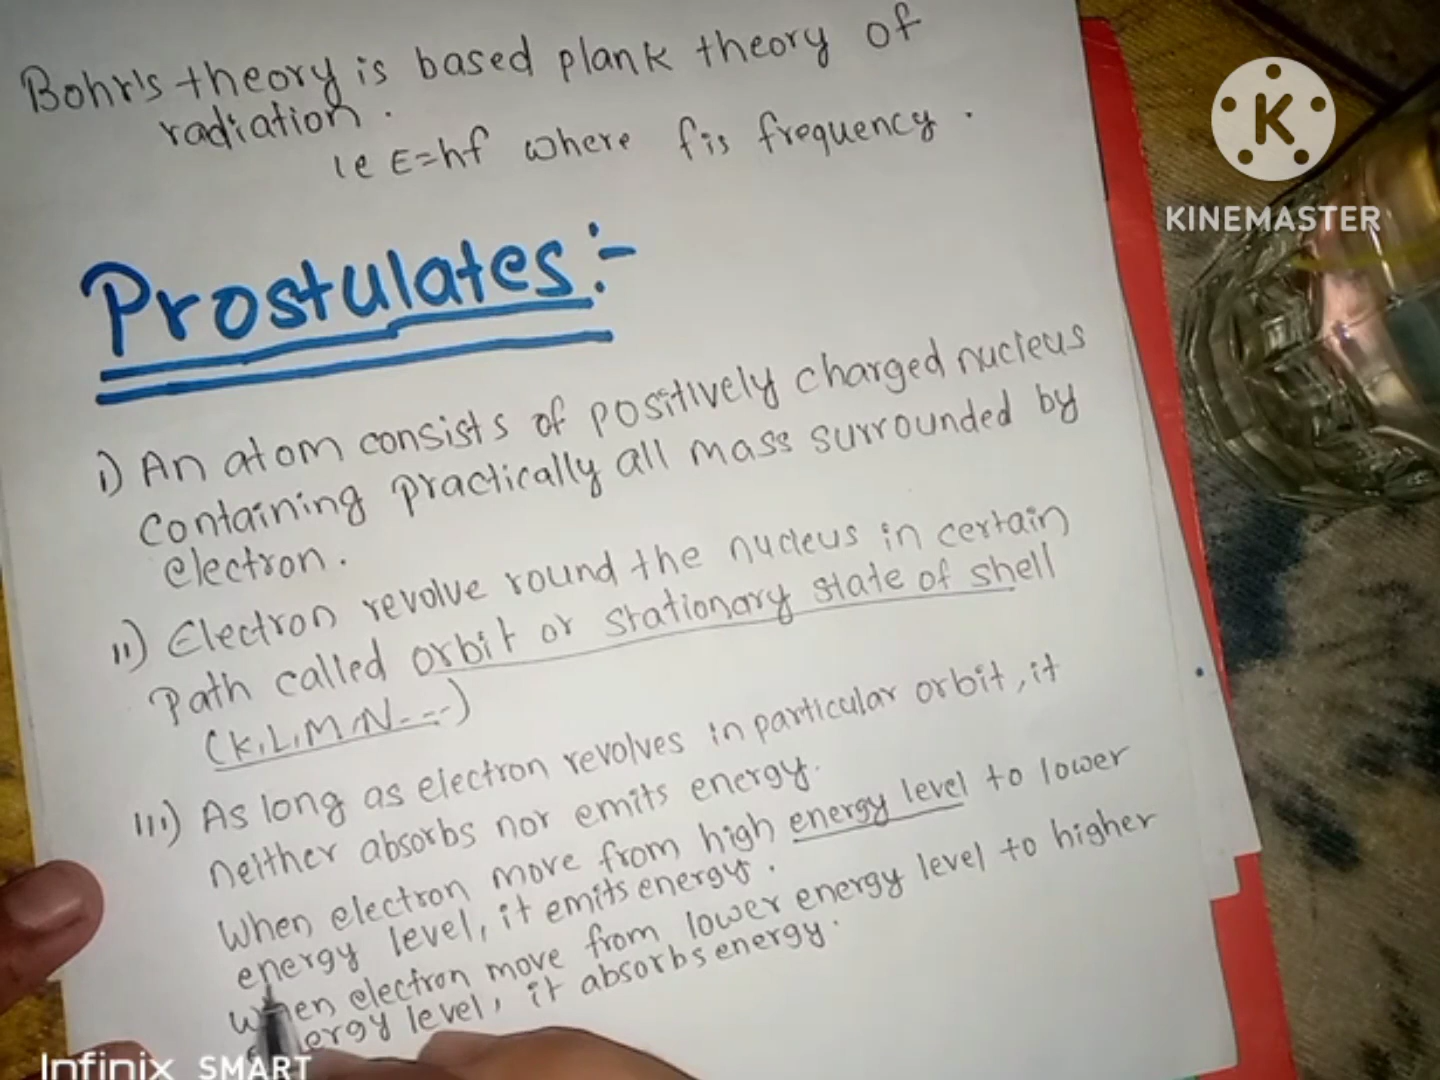 Bohr's theory is based plank theory of
radiation.
ie E=hf where f is frequency.
K
KINEMASTER
Prostulates:-
i) An atom consists of positively charged nucleus
containing practically all mass surrounded by
electron.
ii) Electron revolve round the nucleus in certain
Path called orbit or stationary state of shell
(K,L,M,N----)
iii) As long as electron revolves in particular orbit, it
neither absorbs nor emits energy.
When electron move from high energy level to lower
energy level, it emits energy.
When electron move from lower energy level to higher
energy level, it absorbs energy.
Infinix SMART